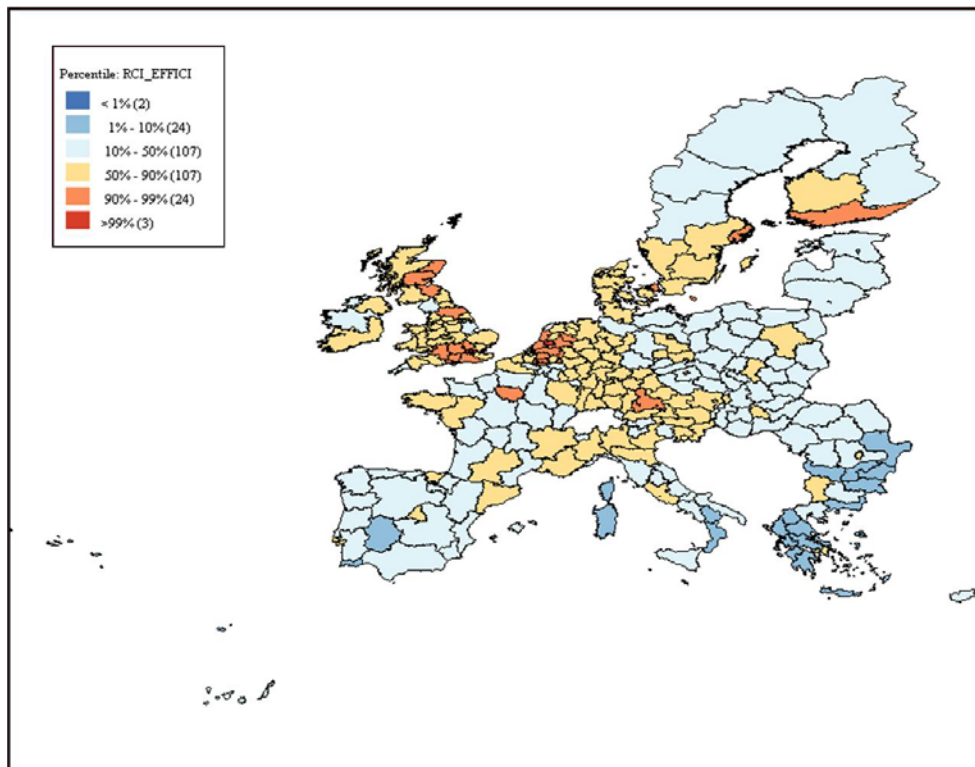 Percentile: RCI_EFFICI
< 1% (2)
1% - 10% (24)
10% - 50% (107)
50% - 90% (107)
90% - 99% (24)
>99% (3)